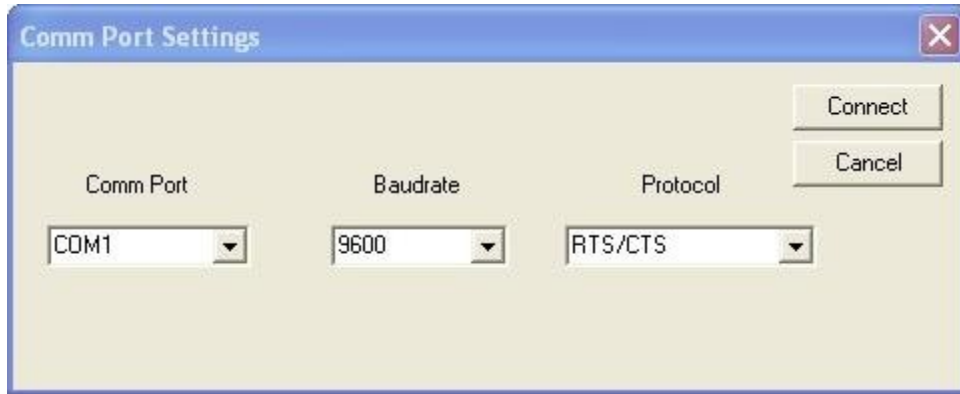 Comm Port Settings
Connect
Cancel
Comm Port Baudrate Protocol
COM1 9600 RTS/CTS